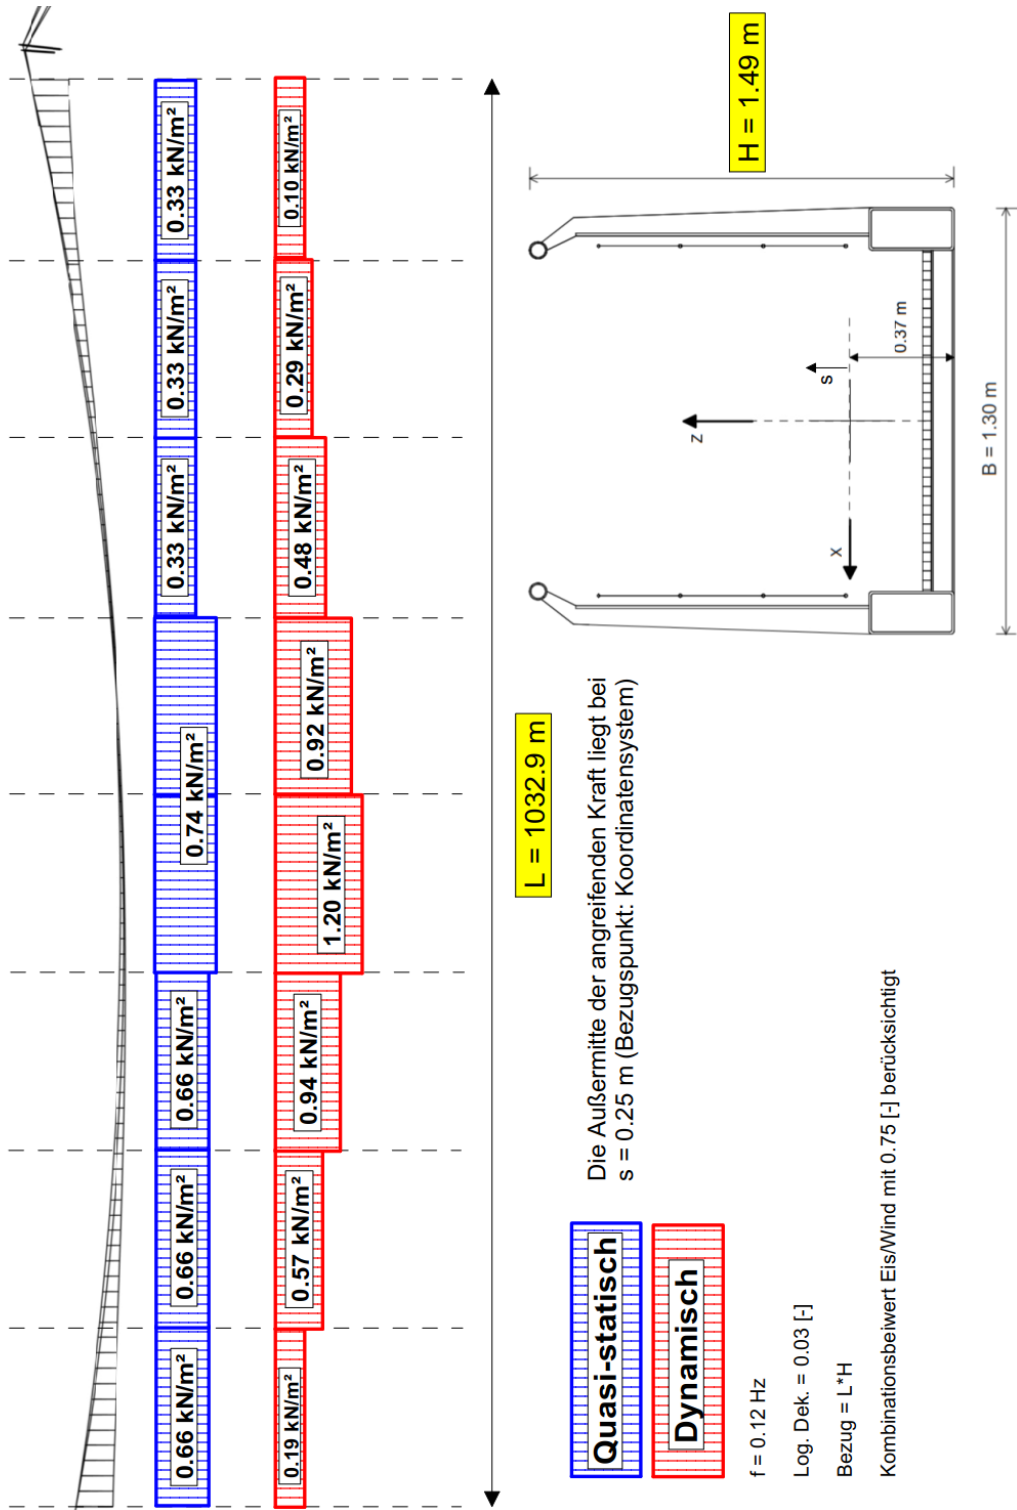 0.66 kN/m²
0.66 kN/m²
0.66 kN/m²
0.74 kN/m²
0.33 kN/m²
0.33 kN/m²
0.33 kN/m²
0.19 kN/m²
0.57 kN/m²
0.94 kN/m²
1.20 kN/m²
0.92 kN/m²
0.48 kN/m²
0.29 kN/m²
0.10 kN/m²
L = 1032.9 m
Quasi-statisch
Dynamisch
Die Außermitte der angreifenden Kraft liegt bei
s = 0.25 m (Bezugspunkt: Koordinatensystem)
f = 0.12 Hz
Log. Dek. = 0.03 [-]
Bezug = L*H
Kombinationsbeiwert Eis/Wind mit 0.75 [-] berücksichtigt
H = 1.49 m
z
s
x
0.37 m
B = 1.30 m